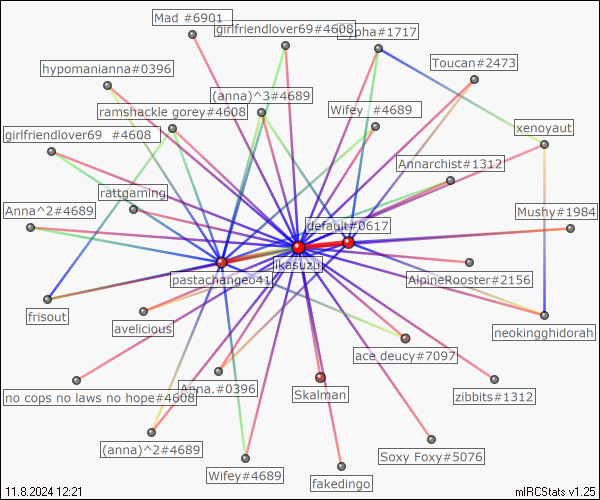 Mad #6901
girlfriendlover69#4608
ypha#1717
Toucan#2473
hypomanianna#0396
(anna)^3#4689
ramshackle gorey#4608
Wifey #4689
xenoyaut
girlfriendlover69 #4608
Annarchist#1312
rattgaming
Anna^2#4689
Mushy#1984
default#0617
ikasuzu
pastachangeo41
AlpineRooster#2156
frisout
avelicious
neokingghidorah
ace deucy#7097
Anna.#0396
Skalman
no cops no laws no hope#4608
zibbits#1312
(anna)^2#4689
Soxy Foxy#5076
Wifey#4689
fakedingo
11.8.2024 12:21
mIRCStats v1.25